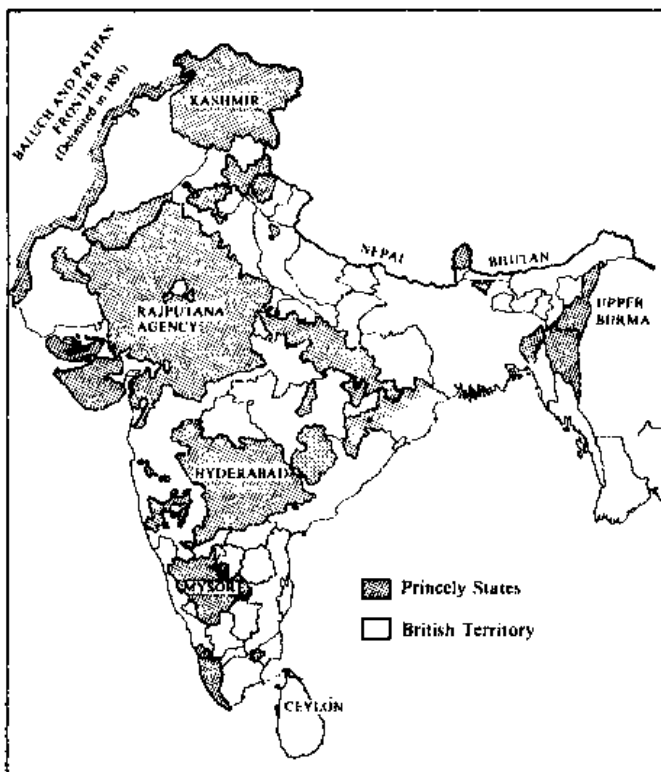 BALUCH AND PATHAN
FRONTIER
(Delimited in 1893)
KASHMIR
NEPAL
BHUTAN
UPPER
BURMA
RAJPUTANA
AGENCY
HYDERABAD
MYSORE
Princely States
British Territory
CEYLON